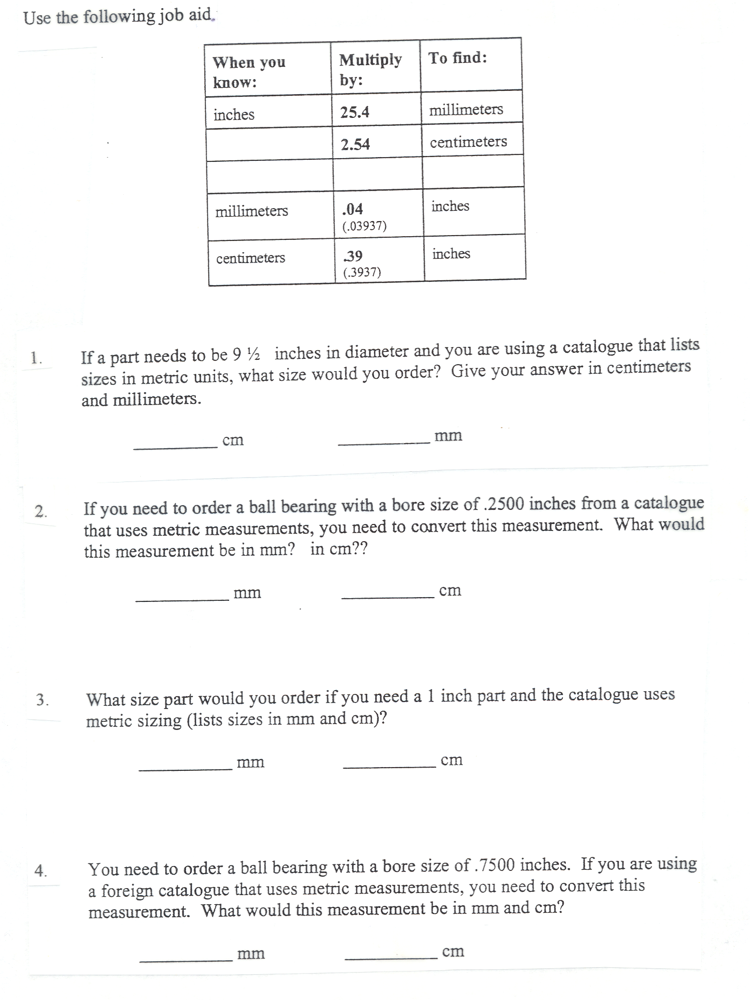 Use the following job aid.
When you know:
Multiply by:
To find:
inches
25.4
millimeters
2.54
centimeters
millimeters
.04
(.03937)
inches
centimeters
.39
(.3937)
inches
1. If a part needs to be 9 ½ inches in diameter and you are using a catalogue that lists
sizes in metric units, what size would you order? Give your answer in centimeters
and millimeters.
__________ cm ___________ mm
2. If you need to order a ball bearing with a bore size of .2500 inches from a catalogue
that uses metric measurements, you need to convert this measurement. What would
this measurement be in mm? in cm??
___________ mm ___________ cm
3. What size part would you order if you need a 1 inch part and the catalogue uses
metric sizing (lists sizes in mm and cm)?
___________ mm ___________ cm
4. You need to order a ball bearing with a bore size of .7500 inches. If you are using
a foreign catalogue that uses metric measurements, you need to convert this
measurement. What would this measurement be in mm and cm?
___________ mm ___________ cm